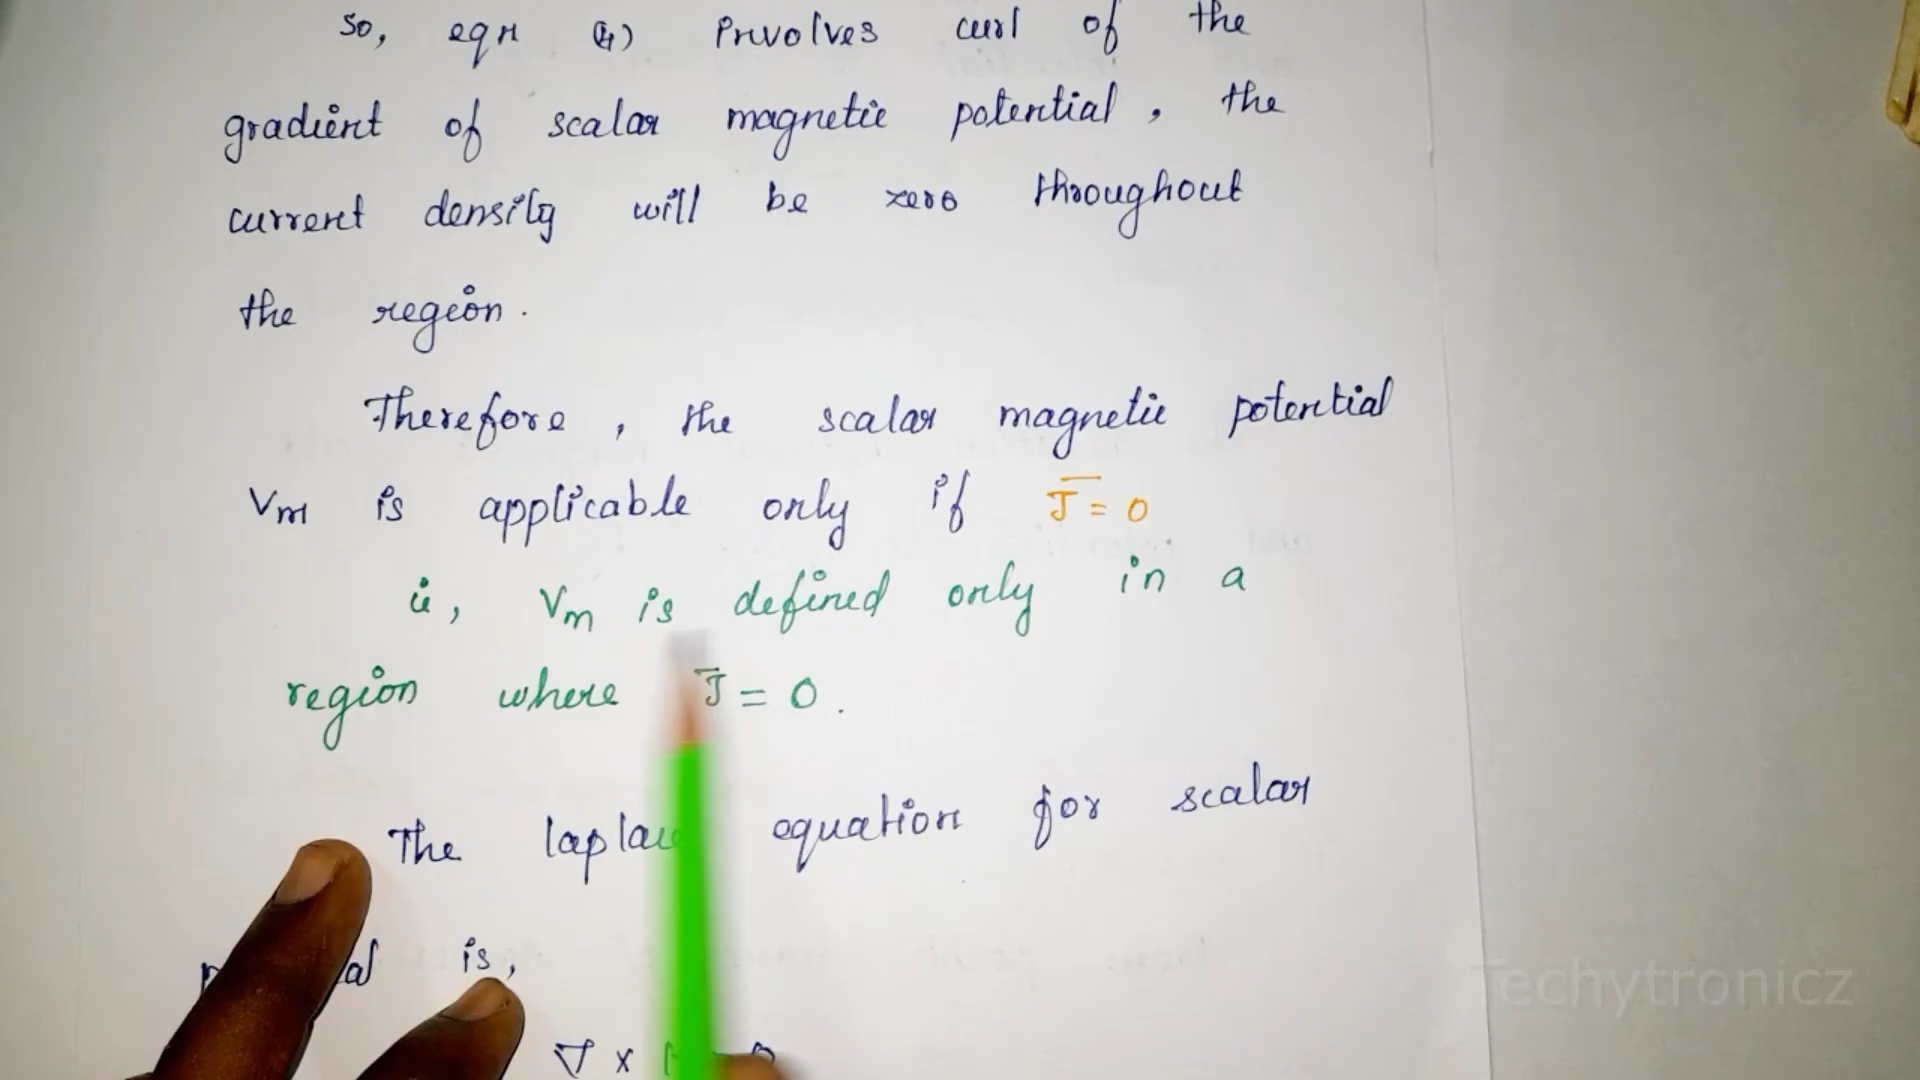 So, eqn (4) involves curl of the
gradient of scalar magnetic potential, the
current density will be zero throughout
the region.
Therefore, the scalar magnetic potential
Vm is applicable only if J̅ = 0
ie, Vm is defined only in a
region where J̅ = 0.
The equation for scalar
is,
∇ ×
Techytronicz